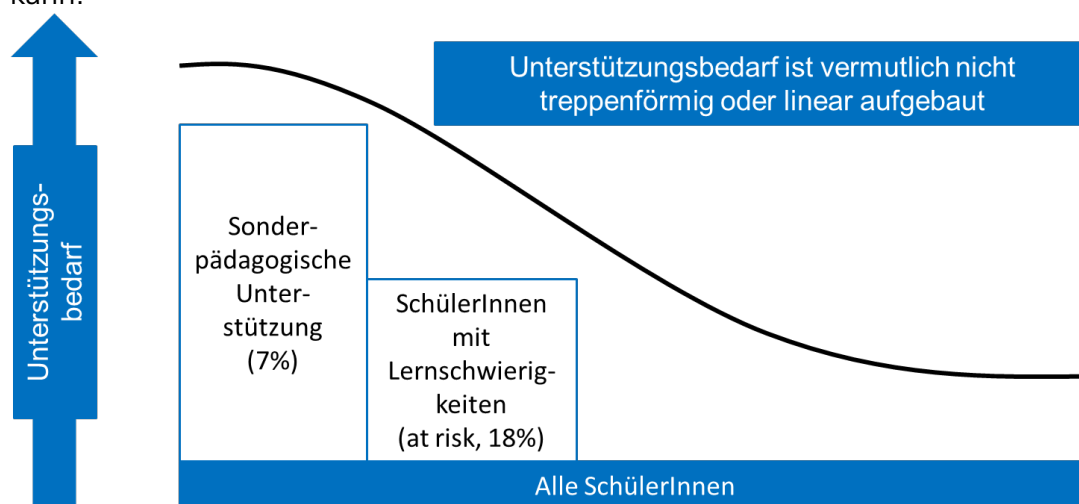 kann.
Unterstützungsbedarf ist vermutlich nicht
treppenförmig oder linear aufgebaut
Unterstützungs-
bedarf
Sonder-
pädagogische
Unter-
stützung
(7%)
SchülerInnen
mit
Lernschwierig-
keiten
(at risk, 18%)
Alle SchülerInnen